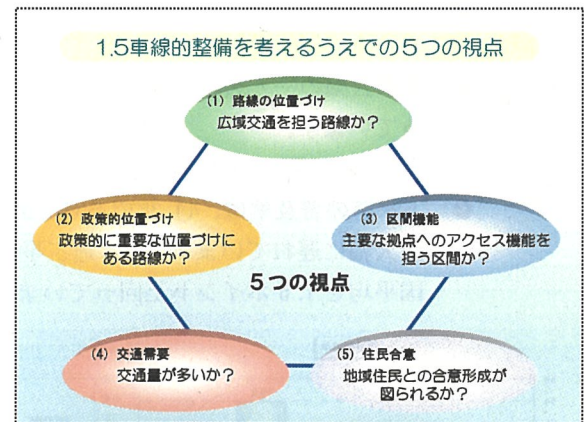 1.5車線的整備を考えるうえでの5つの視点
(1) 路線の位置づけ
広域交通を担う路線か？
(2) 政策的位置づけ
政策的に重要な位置づけに
ある路線か？
(3) 区間機能
主要な拠点へのアクセス機能を
担う区間か？
5つの視点
(4) 交通需要
交通量が多いか？
(5) 住民合意
地域住民との合意形成が
図られるか？